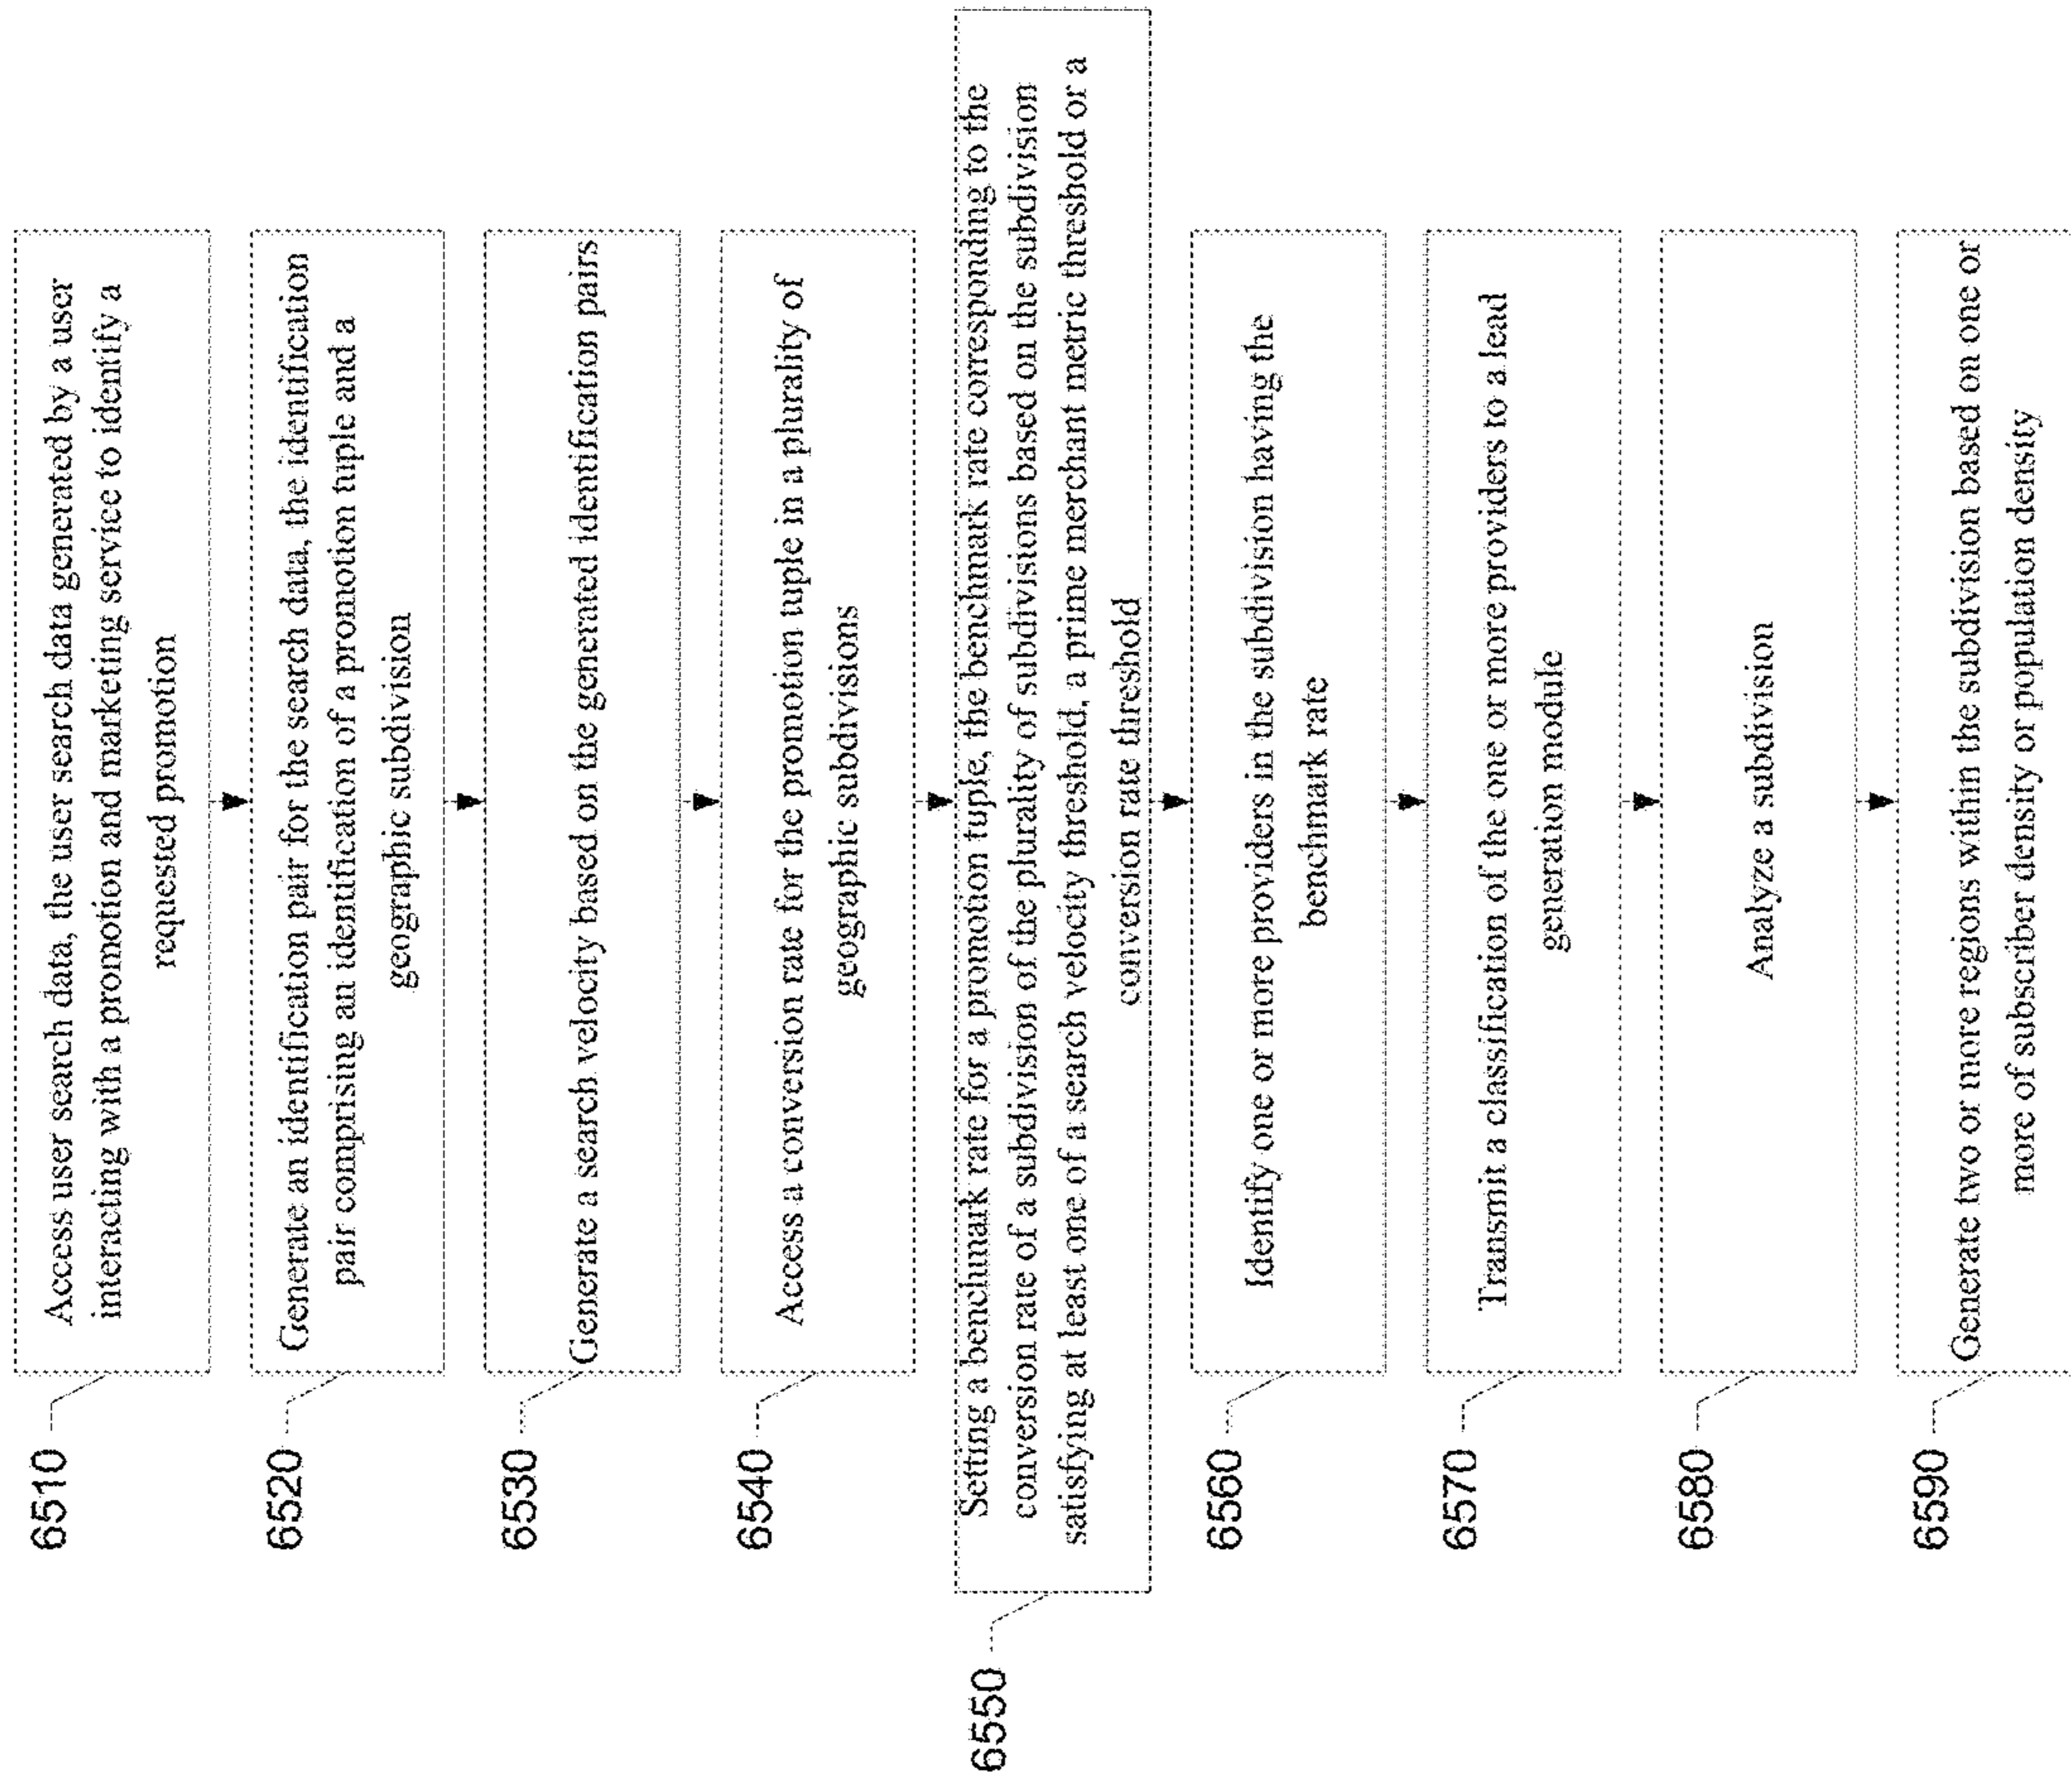 6510
Access user search data, the user search data generated by a user
interacting with a promotion and marketing service to identify a
requested promotion
6520
Generate an identification pair for the search data, the identification
pair comprising an identification of a promotion tuple and a
geographic subdivision
6530
Generate a search velocity based on the generated identification pairs
6540
Access a conversion rate for the promotion tuple in a plurality of
geographic subdivisions
6550
Setting a benchmark rate for a promotion tuple, the benchmark rate corresponding to the
conversion rate of a subdivision of the plurality of subdivisions based on the subdivision
satisfying at least one of a search velocity threshold, a prime merchant metric threshold or a
conversion rate threshold
6560
Identify one or more providers in the subdivision having the
benchmark rate
6570
Transmit a classification of the one or more providers to a lead
generation module
6580
Analyze a subdivision
6590
Generate two or more regions within the subdivision based on one or
more of subscriber density or population density